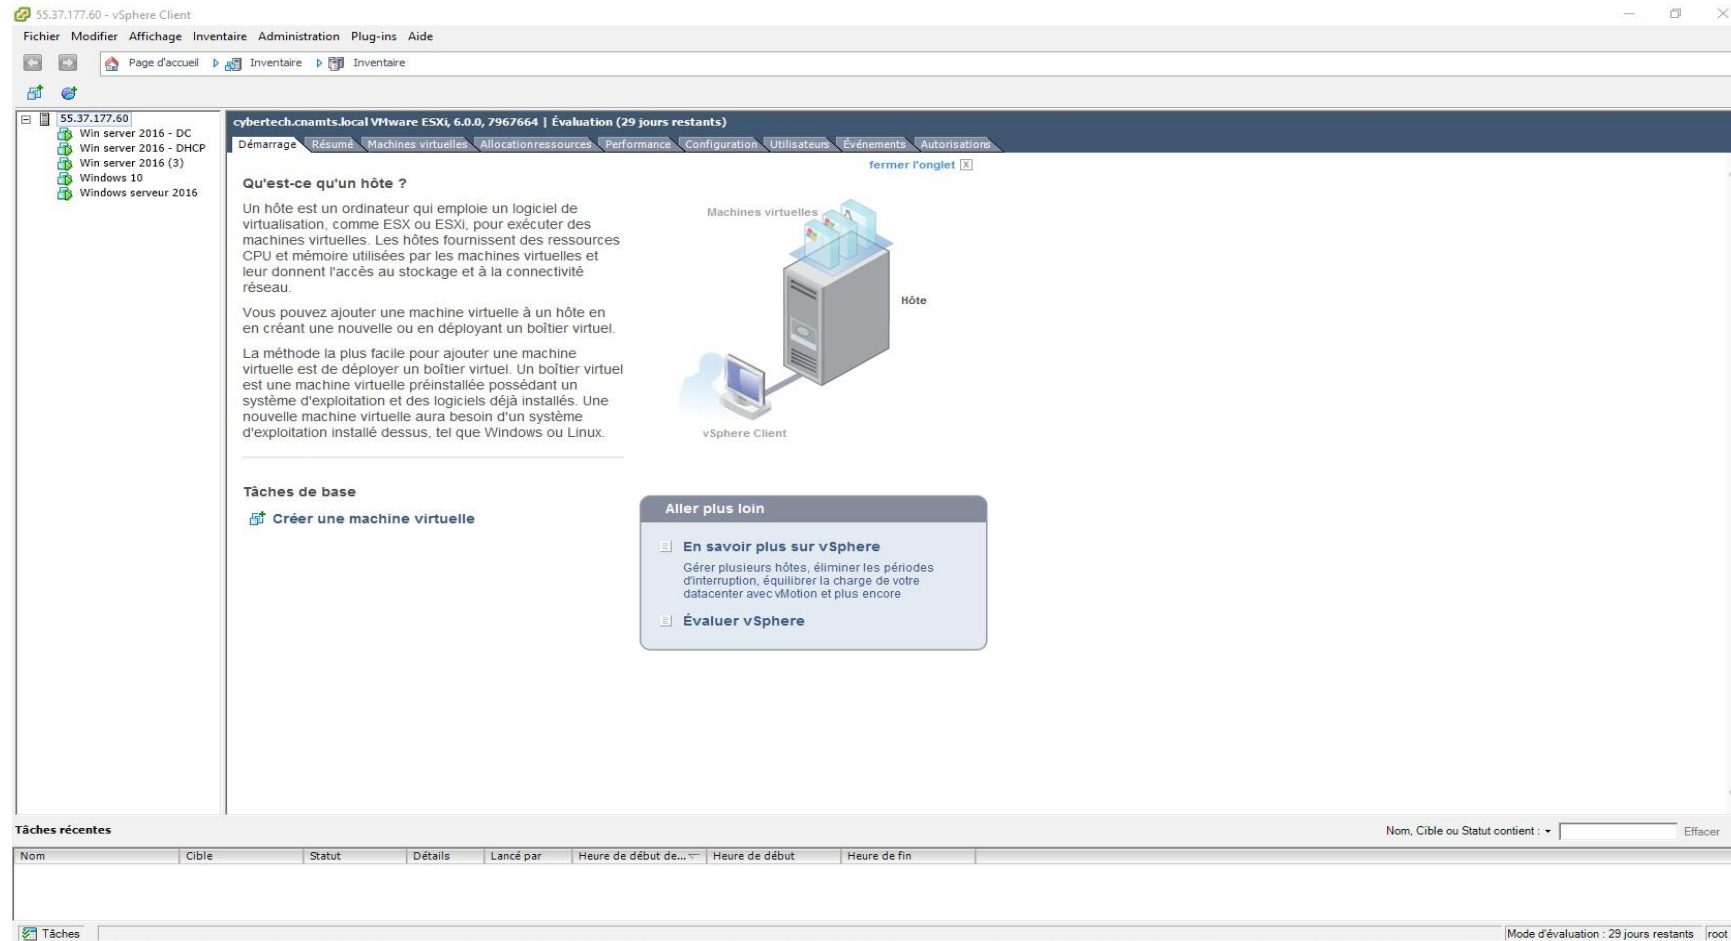 55.37.177.60 - vSphere Client
Fichier Modifier Affichage Inventaire Administration Plug-ins Aide
Page d'accueil Inventaire Inventaire
55.37.177.60
Win server 2016 - DC
Win server 2016 - DHCP
Win server 2016 (3)
Windows 10
Windows serveur 2016
cybertech.cnamts.local VMware ESXi, 6.0.0, 7967664 | Évaluation (29 jours restants)
Démarrage Résumé Machines virtuelles Allocation ressources Performance Configuration Utilisateurs Événements Autorisations
fermer l'onglet X
Qu'est-ce qu'un hôte ?
Un hôte est un ordinateur qui emploie un logiciel de
virtualisation, comme ESX ou ESXi, pour exécuter des
machines virtuelles. Les hôtes fournissent des ressources
CPU et mémoire utilisées par les machines virtuelles et
leur donnent l'accès au stockage et à la connectivité
réseau.
Vous pouvez ajouter une machine virtuelle à un hôte en
en créant une nouvelle ou en déployant un boîtier virtuel.
La méthode la plus facile pour ajouter une machine
virtuelle est de déployer un boîtier virtuel. Un boîtier virtuel
est une machine virtuelle préinstallée possédant un
système d'exploitation et des logiciels déjà installés. Une
nouvelle machine virtuelle aura besoin d'un système
d'exploitation installé dessus, tel que Windows ou Linux.
Machines virtuelles
Hôte
vSphere Client
Tâches de base
Créer une machine virtuelle
Aller plus loin
En savoir plus sur vSphere
Gérer plusieurs hôtes, éliminer les périodes
d'interruption, équilibrer la charge de votre
datacenter avec vMotion et plus encore
Évaluer vSphere
Tâches récentes
Nom, Cible ou Statut contient :
Effacer
Nom Cible Statut Détails Lancé par Heure de début de... Heure de début Heure de fin
Tâches
Mode d'évaluation : 29 jours restants root